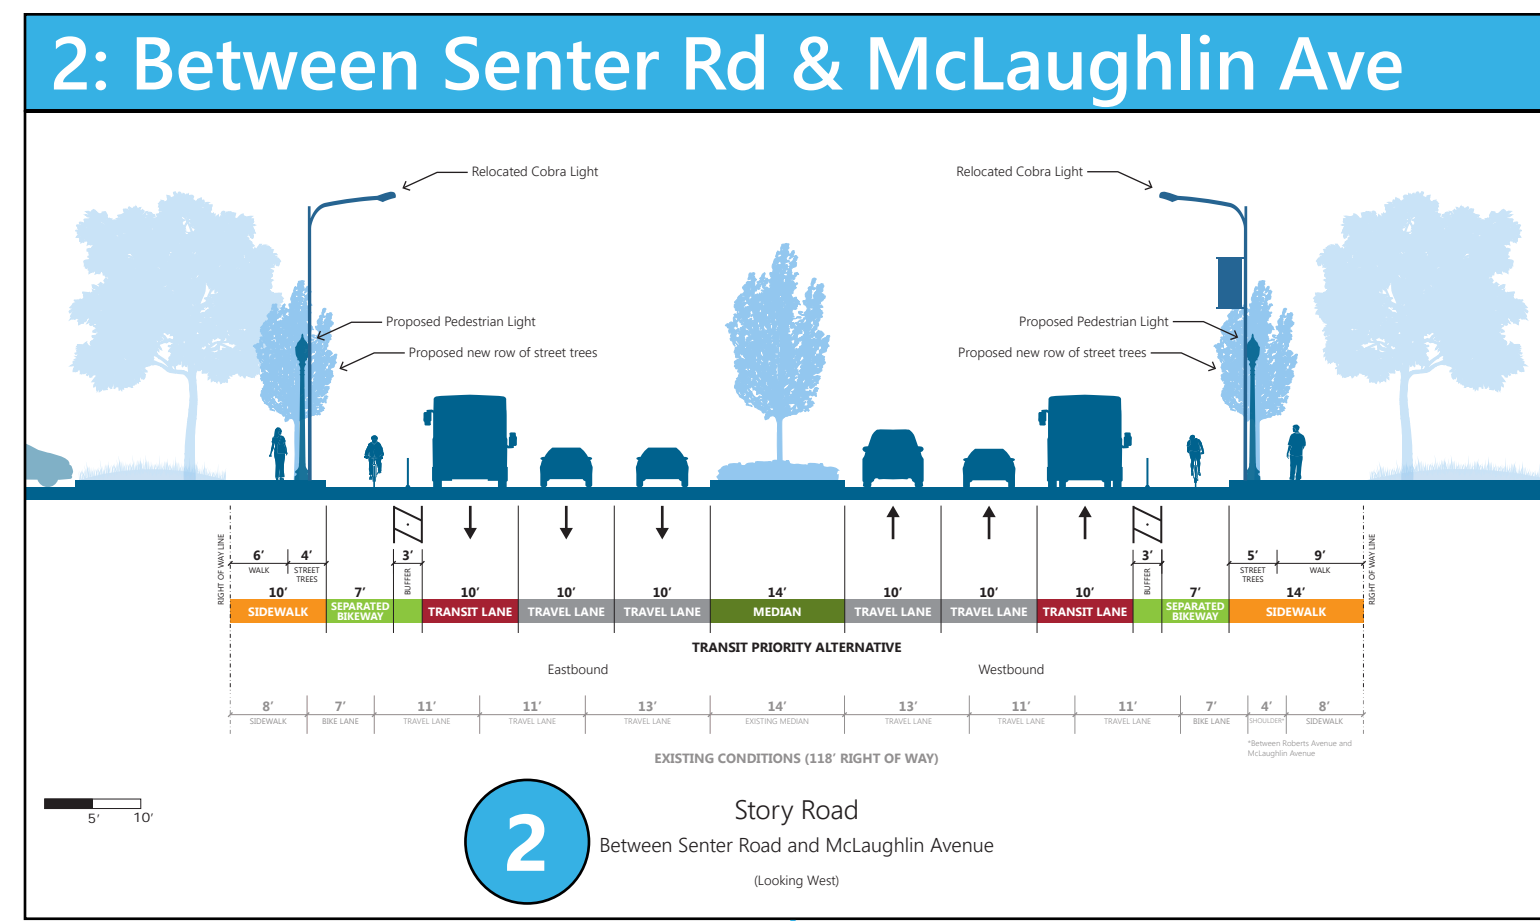 2: Between Senter Rd & McLaughlin Ave
Relocated Cobra Light
Relocated Cobra Light
Proposed Pedestrian Light
Proposed Pedestrian Light
Proposed new row of street trees
Proposed new row of street trees
RIGHT OF WAY LINE
6’ 4’ 3’ 3’ 5’ 9’
WALK STREET TREES BUFFER BUFFER STREET TREES WALK
RIGHT OF WAY LINE
10’ 7’ 10’ 10’ 10’ 14’ 10’ 10’ 10’ 7’ 14’
SIDEWALK SEPARATED BIKEWAY TRANSIT LANE TRAVEL LANE TRAVEL LANE MEDIAN TRAVEL LANE TRAVEL LANE TRANSIT LANE SEPARATED BIKEWAY SIDEWALK
TRANSIT PRIORITY ALTERNATIVE
Eastbound Westbound
8’ 7’ 11’ 11’ 13’ 14’ 13’ 11’ 11’ 7’ 4’ 8’
SIDEWALK BIKE LANE TRAVEL LANE TRAVEL LANE TRAVEL LANE EXISTING MEDIAN TRAVEL LANE TRAVEL LANE TRAVEL LANE BIKE LANE SHOULDER* SIDEWALK
*Between Roberts Avenue and
McLaughlin Avenue
EXISTING CONDITIONS (118’ RIGHT OF WAY)
5’ 10’
2
Story Road
Between Senter Road and McLaughlin Avenue
(Looking West)